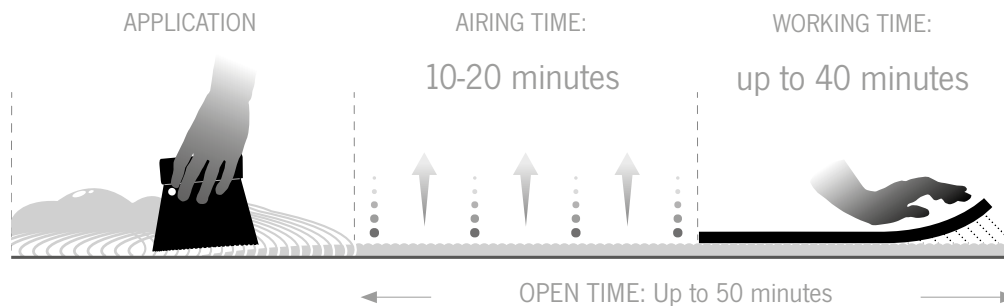 APPLICATION
AIRING TIME:
10-20 minutes
WORKING TIME:
up to 40 minutes
OPEN TIME: Up to 50 minutes